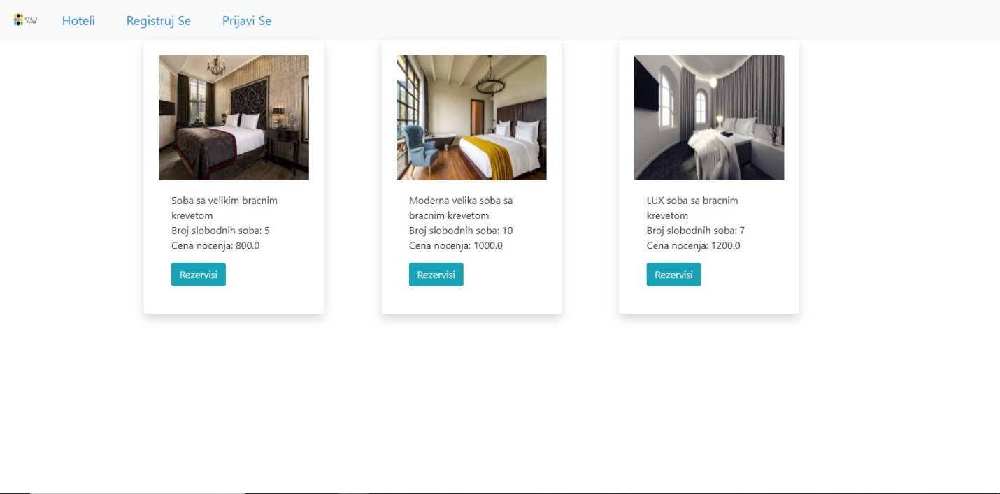 HYATT
PLACE
Hoteli
Registruj Se
Prijavi Se
Soba sa velikim bracnim
krevetom
Broj slobodnih soba: 5
Cena nocenja: 800.0
Rezervisi
Moderna velika soba sa
bracnim krevetom
Broj slobodnih soba: 10
Cena nocenja: 1000.0
Rezervisi
LUX soba sa bracnim
krevetom
Broj slobodnih soba: 7
Cena nocenja: 1200.0
Rezervisi